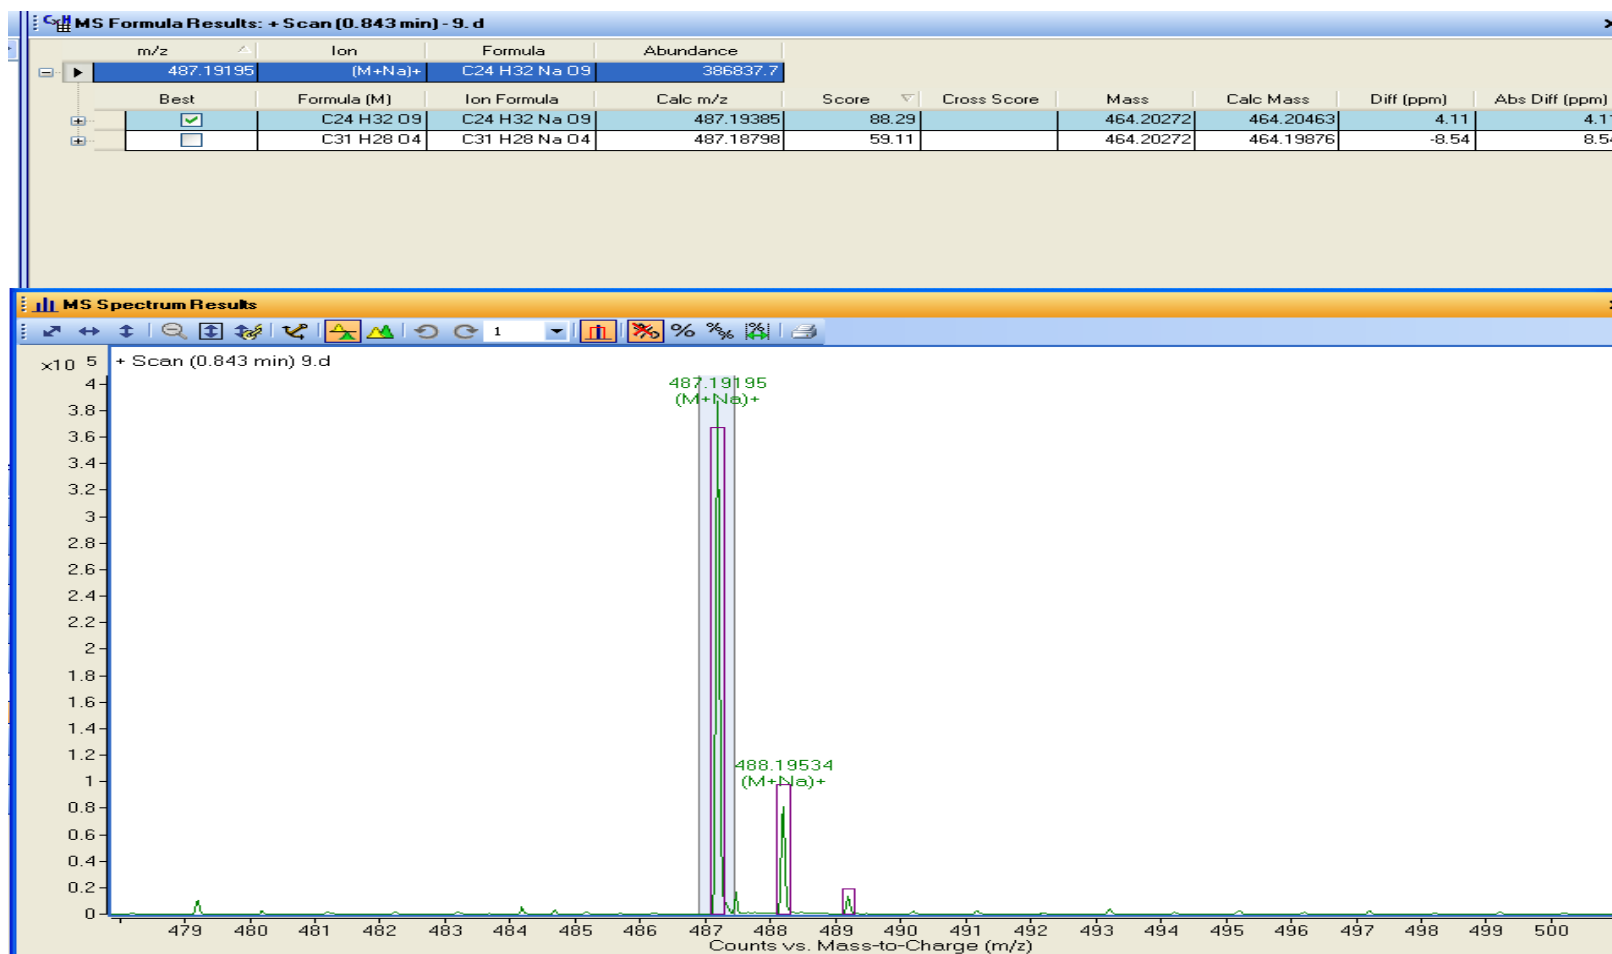 MS Formula Results: + Scan (0.843 min) - 9. d
m/z Ion Formula Abundance
487.19195 (M+Na)+ C24 H32 Na O9 386837.7
Best Formula (M) Ion Formula Calc m/z Score Cross Score Mass Calc Mass Diff (ppm) Abs Diff (ppm)
C24 H32 O9 C24 H32 Na O9 487.19385 88.29 464.20272 464.20463 4.11 4.11
C31 H28 O4 C31 H28 Na O4 487.18798 59.11 464.20272 464.19876 -8.54 8.54
MS Spectrum Results
1
x10 5 + Scan (0.843 min) 9.d
4
3.8
3.6
3.4
3.2
3
2.8
2.6
2.4
2.2
2
1.8
1.6
1.4
1.2
1
0.8
0.6
0.4
0.2
0
487.19195
(M+Na)+
488.19534
(M+Na)+
479 480 481 482 483 484 485 486 487 488 489 490 491 492 493 494 495 496 497 498 499 500
Counts vs. Mass-to-Charge (m/z)